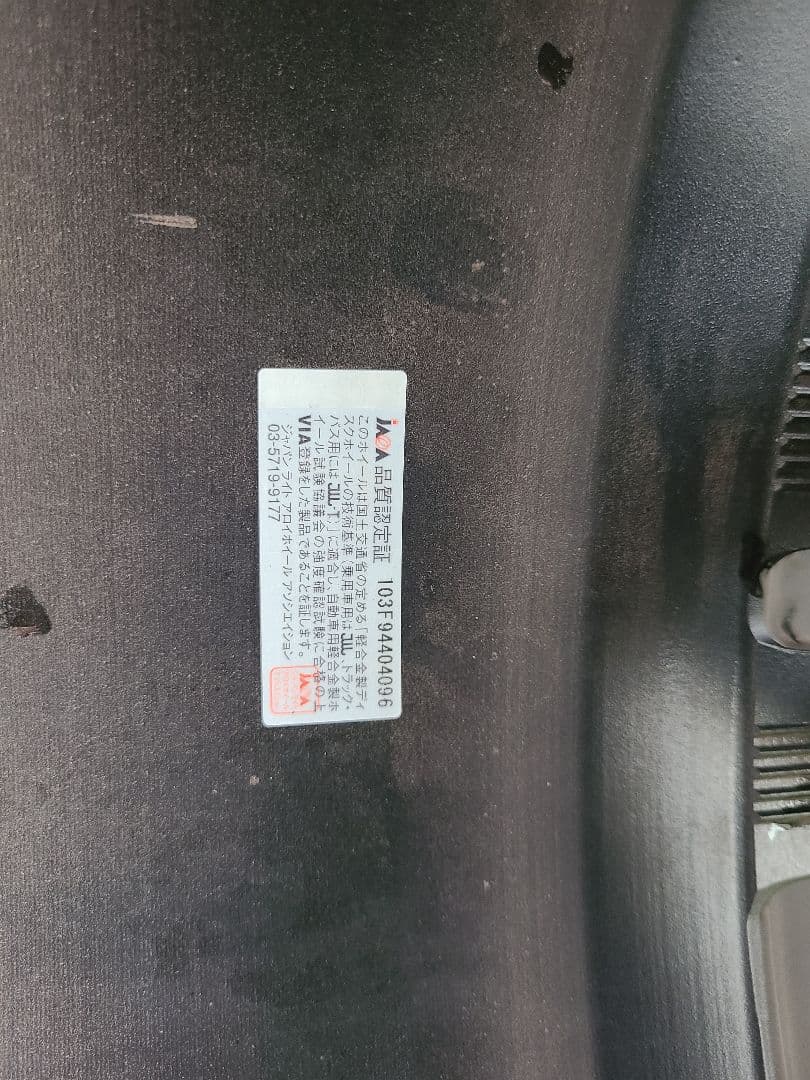 JAWA 品質認定証 103F94404096
このホイールは国土交通省の定める「軽合金製ディ
スクホイールの技術基準(乗用車用はJWL、トラック・
バス用にはJWL-T)」に適合し、自動車用軽合金製ホ
イール試験協議会の強度確認試験に合格の上
VIA登録をした製品であることを証します。
ジャパン ライト アロイホイール アソシエイション
03-5719-9177
JAWA